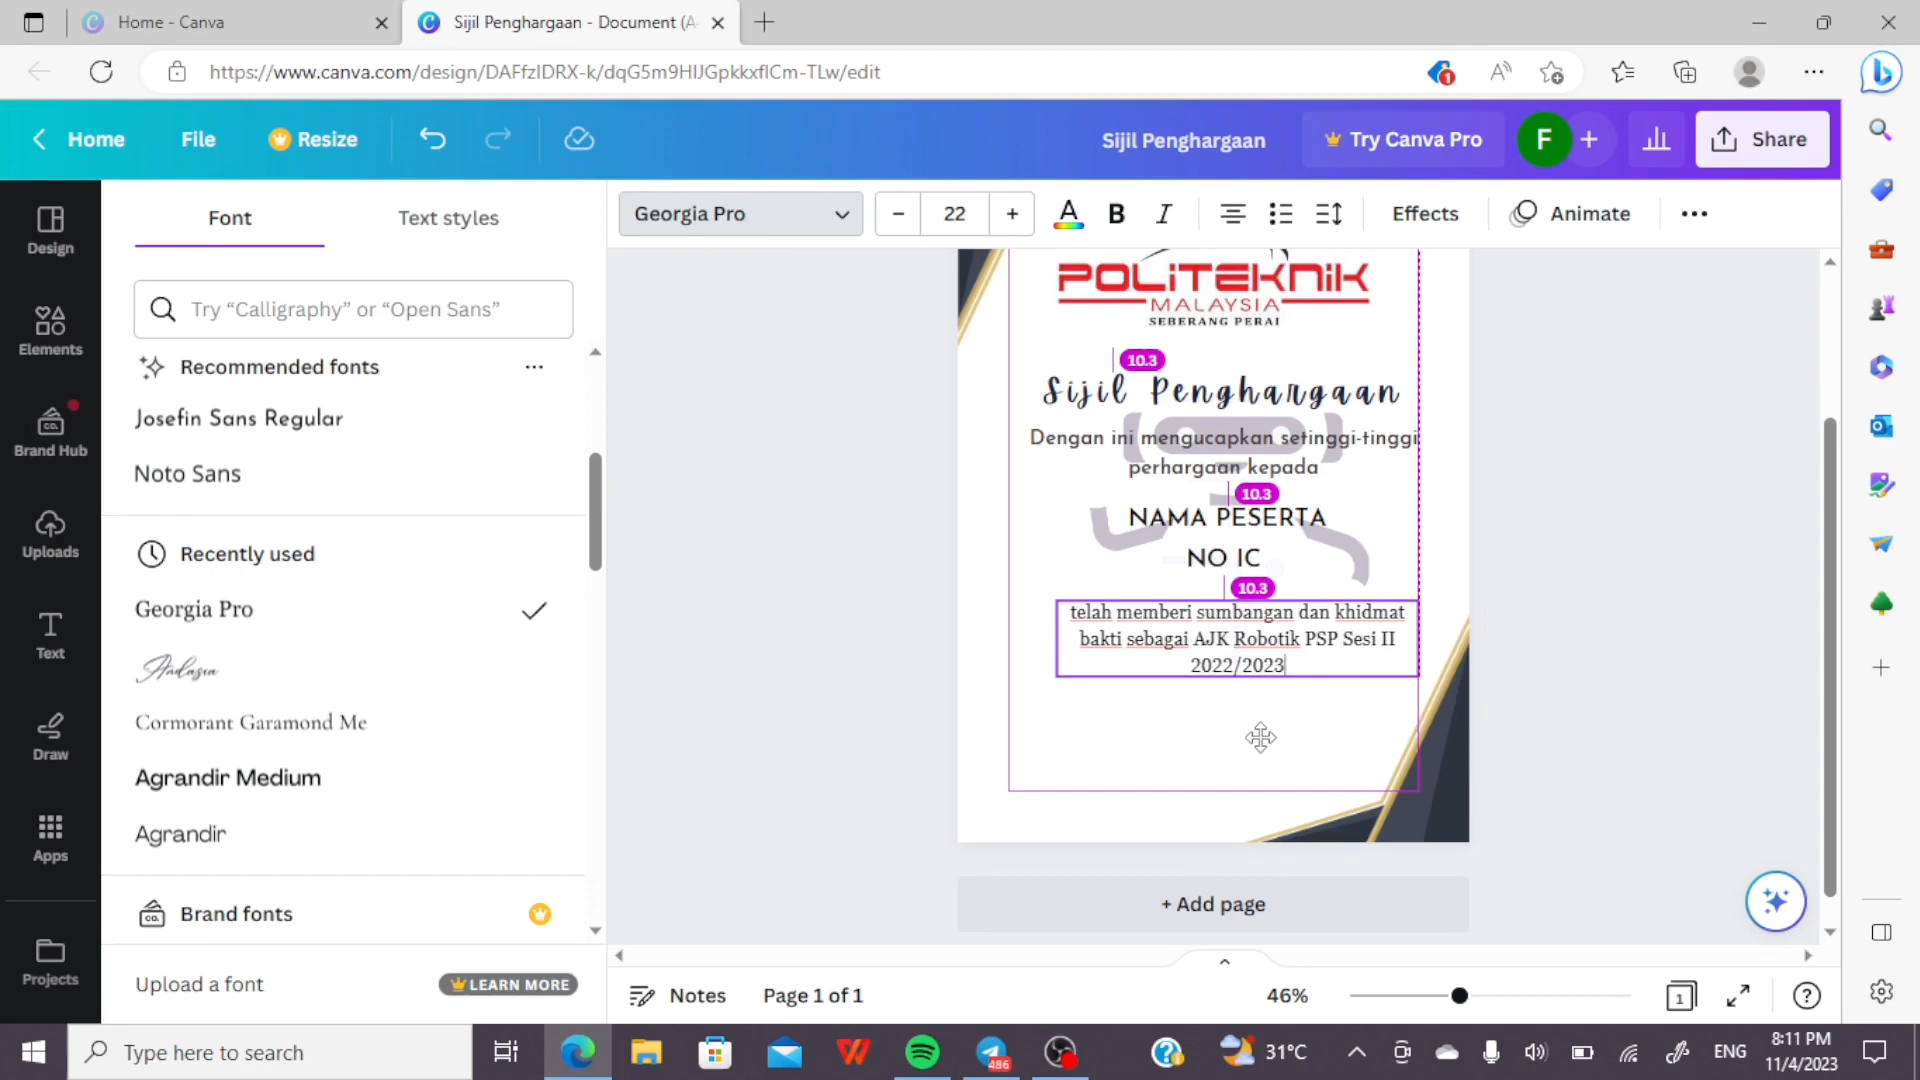 Home - Canva
Sijil Penghargaan - Document (A
https://www.canva.com/design/DAFfzIDRX-k/dqG5m9HIJGpkkxflCm-TLw/edit
1
Home
File
Resize
Sijil Penghargaan
Try Canva Pro
F
Share
Design
Elements
Brand Hub
Uploads
Text
Draw
Apps
Projects
Font
Text styles
Try “Calligraphy” or “Open Sans”
Recommended fonts
Josefin Sans Regular
Noto Sans
Recently used
Georgia Pro
Cormorant Garamond Me
Agrandir Medium
Agrandir
CO.
Brand fonts
Upload a font
LEARN MORE
Georgia Pro
22
A
B
I
Effects
Animate
POLITEKNIK
MALAYSIA
SEBERANG PERAI
10.3
Sijil Penghargaan
Dengan ini mengucapkan setinggi-tinggi
perhargaan kepada
10.3
NAMA PESERTA
NO IC
10.3
telah memberi sumbangan dan khidmat
bakti sebagai AJK Robotik PSP Sesi II
2022/2023
+ Add page
Notes
Page 1 of 1
46%
1
Type here to search
486
31°C
ENG
8:11 PM
11/4/2023